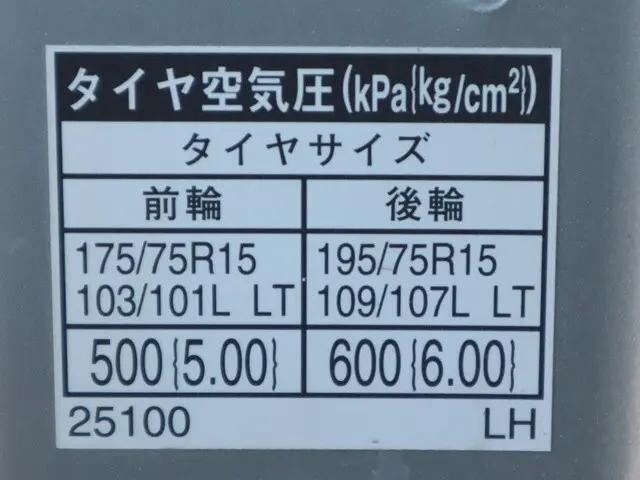 タイヤ空気圧(kPa{kg/cm²})
タイヤサイズ
前輪 後輪
175/75R15 195/75R15
103/101L LT 109/107L LT
500{5.00} 600{6.00}
25100 LH